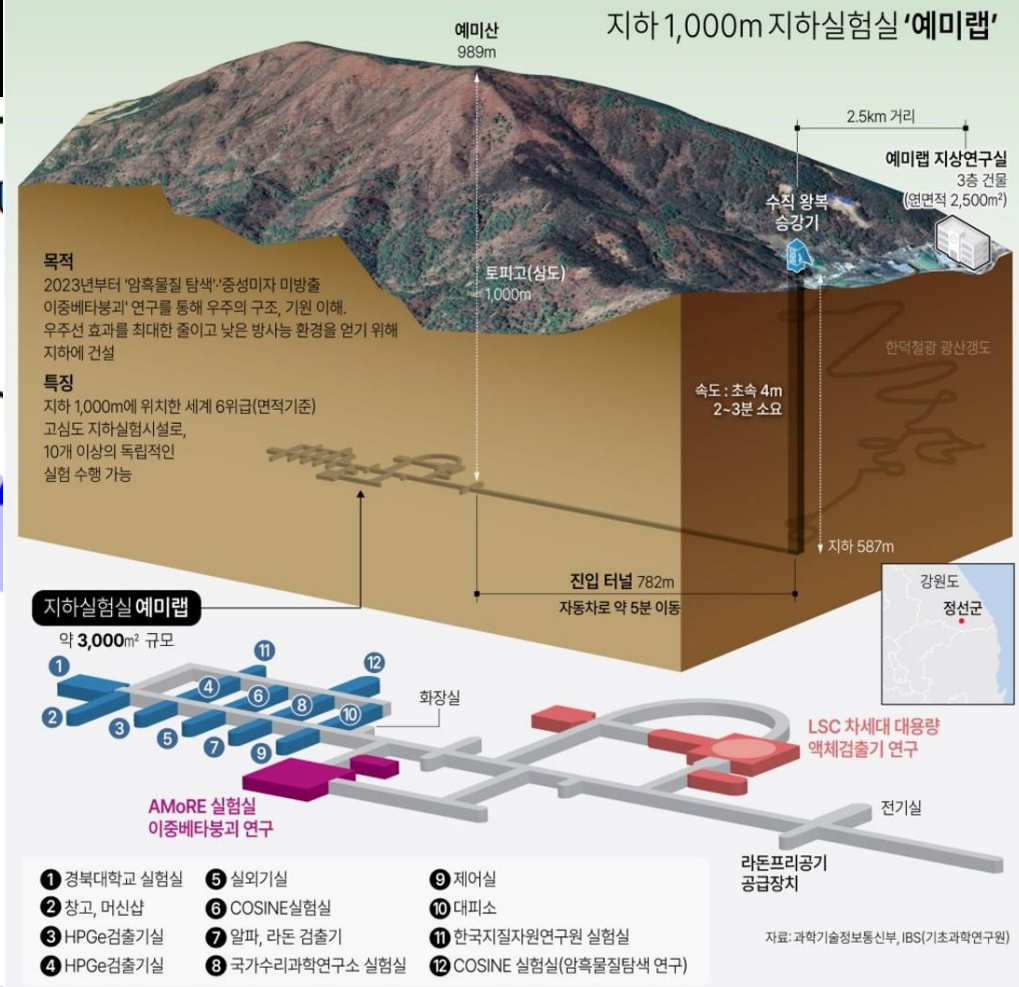 지하 1,000m 지하실험실 '예미랩'
예미산
989m
2.5km 거리
예미랩 지상연구실
3층 건물
(연면적 2,500m²)
수직 왕복
승강기
토피고(심도)
1,000m
목적
2023년부터 '암흑물질 탐색'·'중성미자 미방출
이중베타붕괴' 연구를 통해 우주의 구조, 기원 이해.
우주선 효과를 최대한 줄이고 낮은 방사능 환경을 얻기 위해
지하에 건설
특징
지하 1,000m에 위치한 세계 6위급(면적기준)
고심도 지하실험시설로,
10개 이상의 독립적인
실험 수행 가능
한덕철광 광산갱도
속도 : 초속 4m
2~3분 소요
지하 587m
진입 터널 782m
자동차로 약 5분 이동
강원도
정선군
지하실험실 예미랩
약 3,000m² 규모
1
2
3
4
5
6
7
8
9
10
11
12
화장실
LSC 차세대 대용량
액체검출기 연구
AMoRE 실험실
이중베타붕괴 연구
전기실
라돈프리공기
공급장치
1 경북대학교 실험실
2 창고, 머신샵
3 HPGe검출기실
4 HPGe검출기실
5 실외기실
6 COSINE실험실
7 알파, 라돈 검출기
8 국가수리과학연구소 실험실
9 제어실
10 대피소
11 한국지질자원연구원 실험실
12 COSINE 실험실(암흑물질탐색 연구)
자료: 과학기술정보통신부, IBS(기초과학연구원)